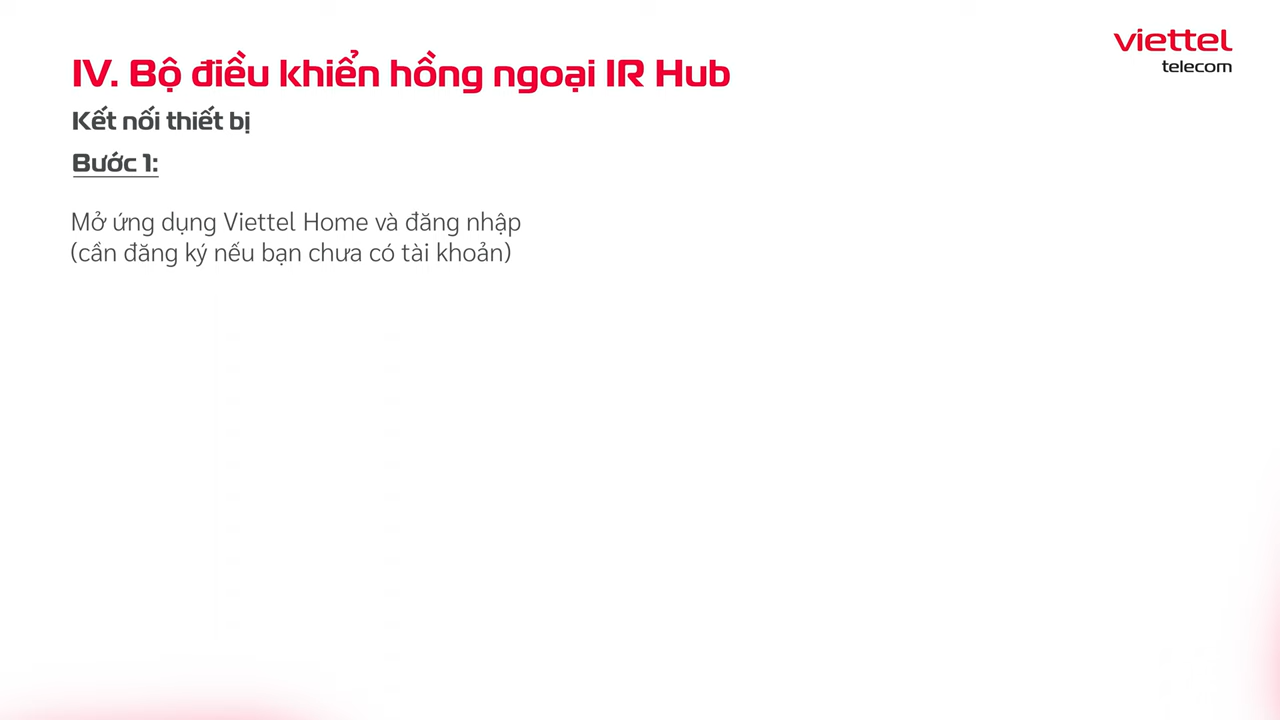 viettel
telecom
IV. Bộ điều khiển hồng ngoại IR Hub
Kết nối thiết bị
Bước 1:
Mở ứng dụng Viettel Home và đăng nhập
(cần đăng ký nếu bạn chưa có tài khoản)